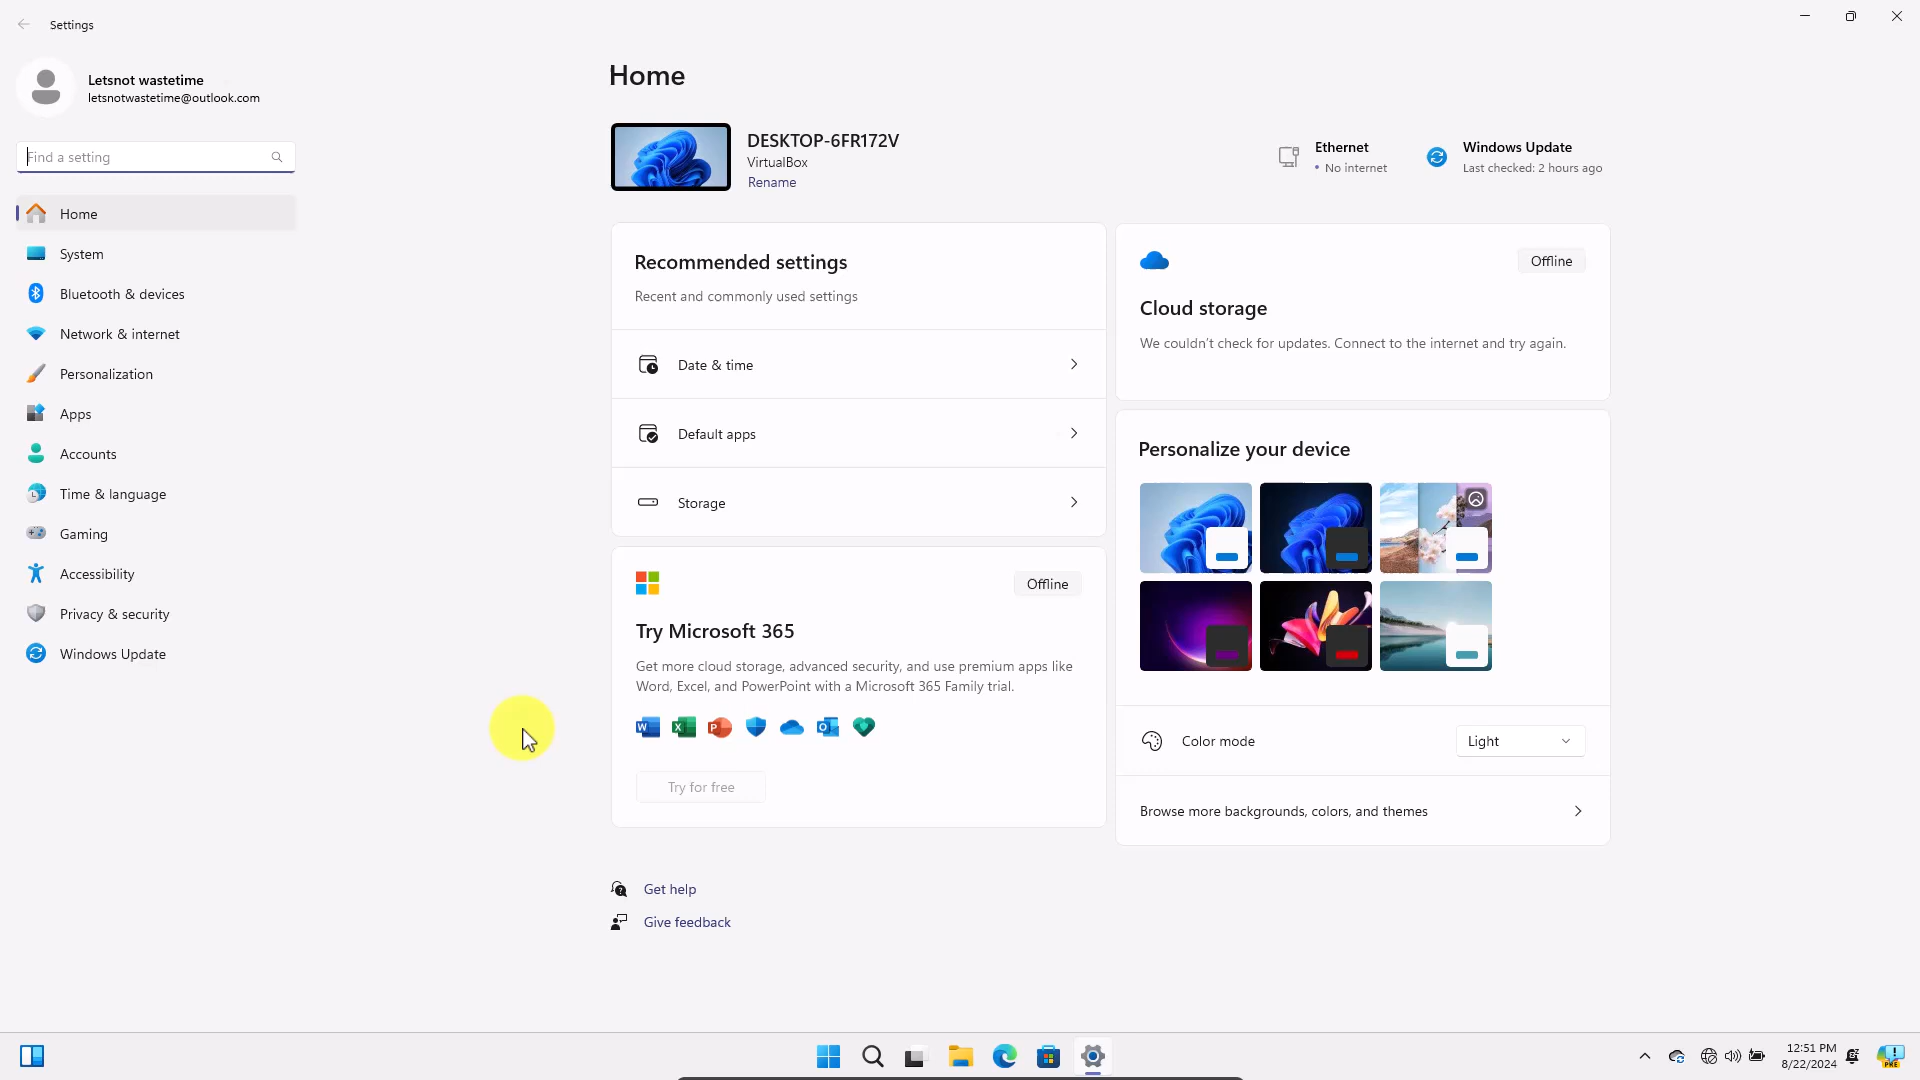 Settings
Letsnot wastetime
letsnotwastetime@outlook.com
Find a setting
Home
System
Bluetooth & devices
Network & internet
Personalization
Apps
Accounts
Time & language
Gaming
Accessibility
Privacy & security
Windows Update
Home
DESKTOP-6FR172V
VirtualBox
Rename
Ethernet
• No internet
Windows Update
Last checked: 2 hours ago
Recommended settings
Recent and commonly used settings
Date & time
Default apps
Storage
Offline
Try Microsoft 365
Get more cloud storage, advanced security, and use premium apps like
Word, Excel, and PowerPoint with a Microsoft 365 Family trial.
Try for free
Offline
Cloud storage
We couldn't check for updates. Connect to the internet and try again.
Personalize your device
Color mode
Light
Browse more backgrounds, colors, and themes
Get help
Give feedback
12:51 PM
8/22/2024
PRE